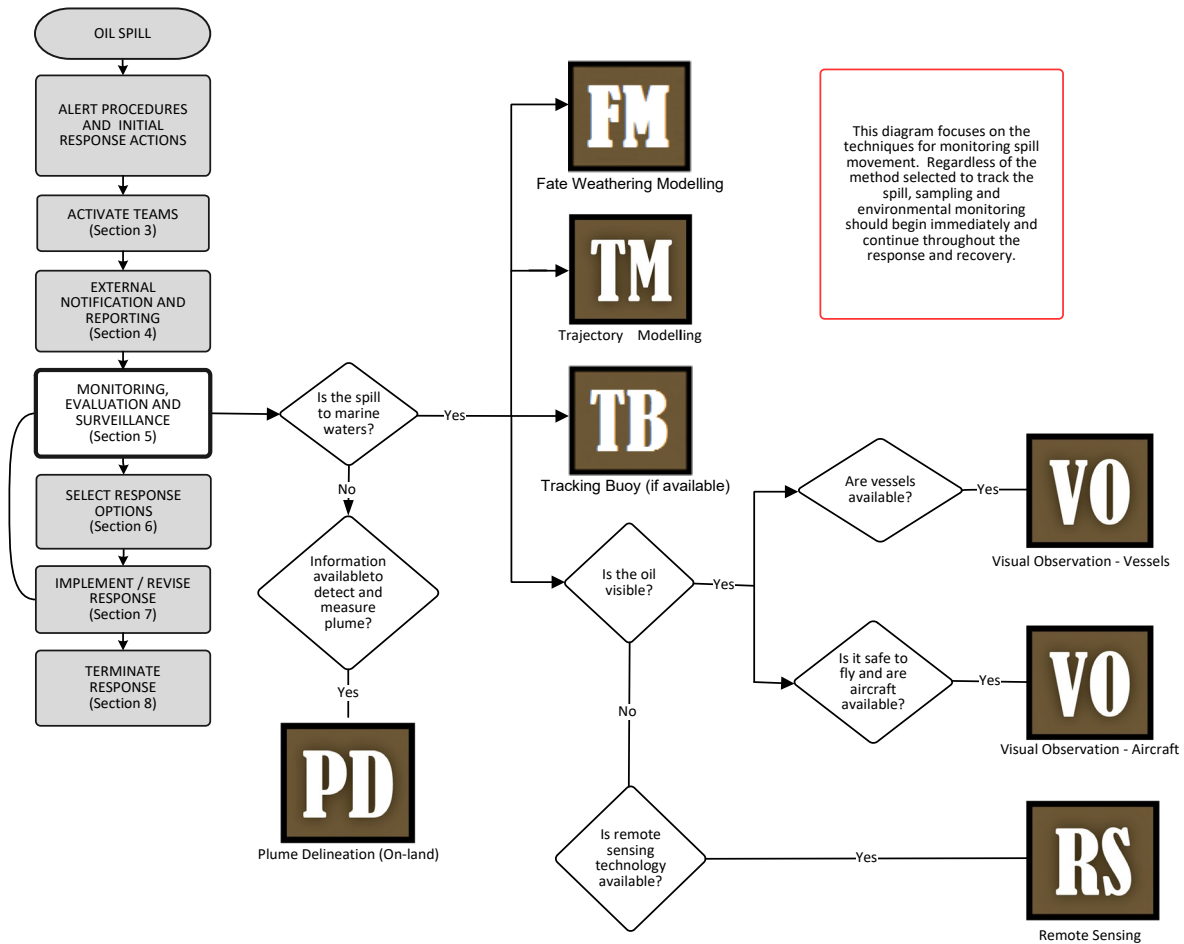 OIL SPILL
ALERT PROCEDURES
AND INITIAL
RESPONSE ACTIONS
ACTIVATE TEAMS
(Section 3)
EXTERNAL
NOTIFICATION AND
REPORTING
(Section 4)
MONITORING,
EVALUATION AND
SURVEILLANCE
(Section 5)
SELECT RESPONSE
OPTIONS
(Section 6)
IMPLEMENT / REVISE
RESPONSE
(Section 7)
TERMINATE
RESPONSE
(Section 8)
Is the spill
to marine
waters?
Yes
No
Information
availableto
detect and
measure
plume?
Yes
PD
Plume Delineation (On-land)
FM
Fate Weathering Modelling
TM
Trajectory Modelling
TB
Tracking Buoy (if available)
Is the oil
visible?
Yes
No
Is remote
sensing
technology
available?
Yes
This diagram focuses on the
techniques for monitoring spill
movement. Regardless of the
method selected to track the
spill, sampling and
environmental monitoring
should begin immediately and
continue throughout the
response and recovery.
Are vessels
available?
Yes
VO
Visual Observation - Vessels
Is it safe to
fly and are
aircraft
available?
Yes
VO
Visual Observation - Aircraft
RS
Remote Sensing